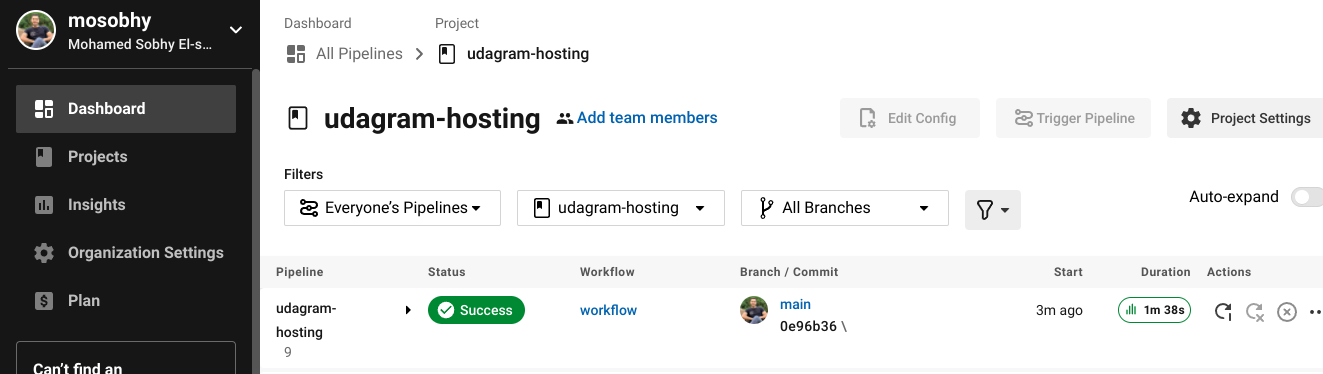 mosobhy
Mohamed Sobhy El-s...
Dashboard
Projects
Insights
Organization Settings
Plan
Can't find an
Dashboard
Project
All Pipelines
udagram-hosting
udagram-hosting
Add team members
Edit Config
Trigger Pipeline
Project Settings
Filters
Everyone's Pipelines
udagram-hosting
All Branches
Auto-expand
Pipeline
Status
Workflow
Branch / Commit
Start
Duration
Actions
udagram-
hosting
9
Success
workflow
main
0e96b36 \
3m ago
1m 38s